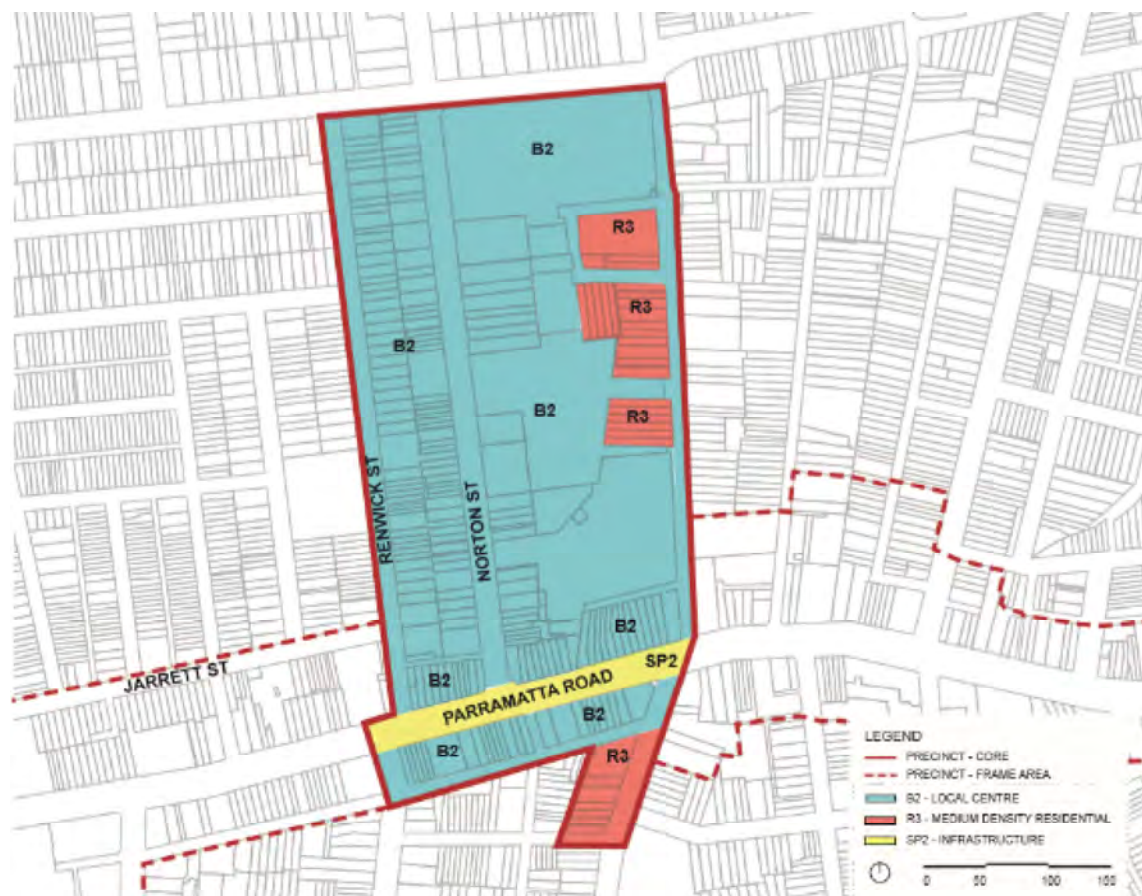 B2
R3
R3
B2
B2
R3
RENWICK ST
NORTON ST
B2
SP2
JARRETT ST
B2
PARRAMATTA ROAD
B2
B2
R3
LEGEND
PRECINCT - CORE
PRECINCT - FRAME AREA
B2 - LOCAL CENTRE
R3 - MEDIUM DENSITY RESIDENTIAL
SP2 - INFRASTRUCTURE
0 50 100 150